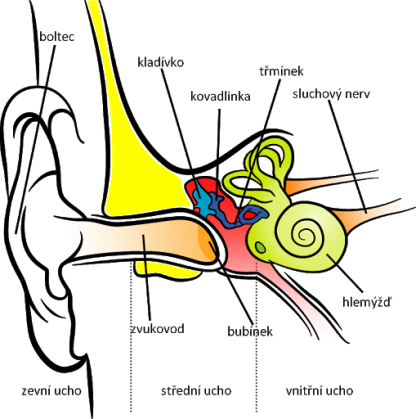 boltec
kladívko
třmínek
kovadlinka
sluchový nerv
hlemýžď
zvukovod
bubínek
zevní ucho
střední ucho
vnitřní ucho